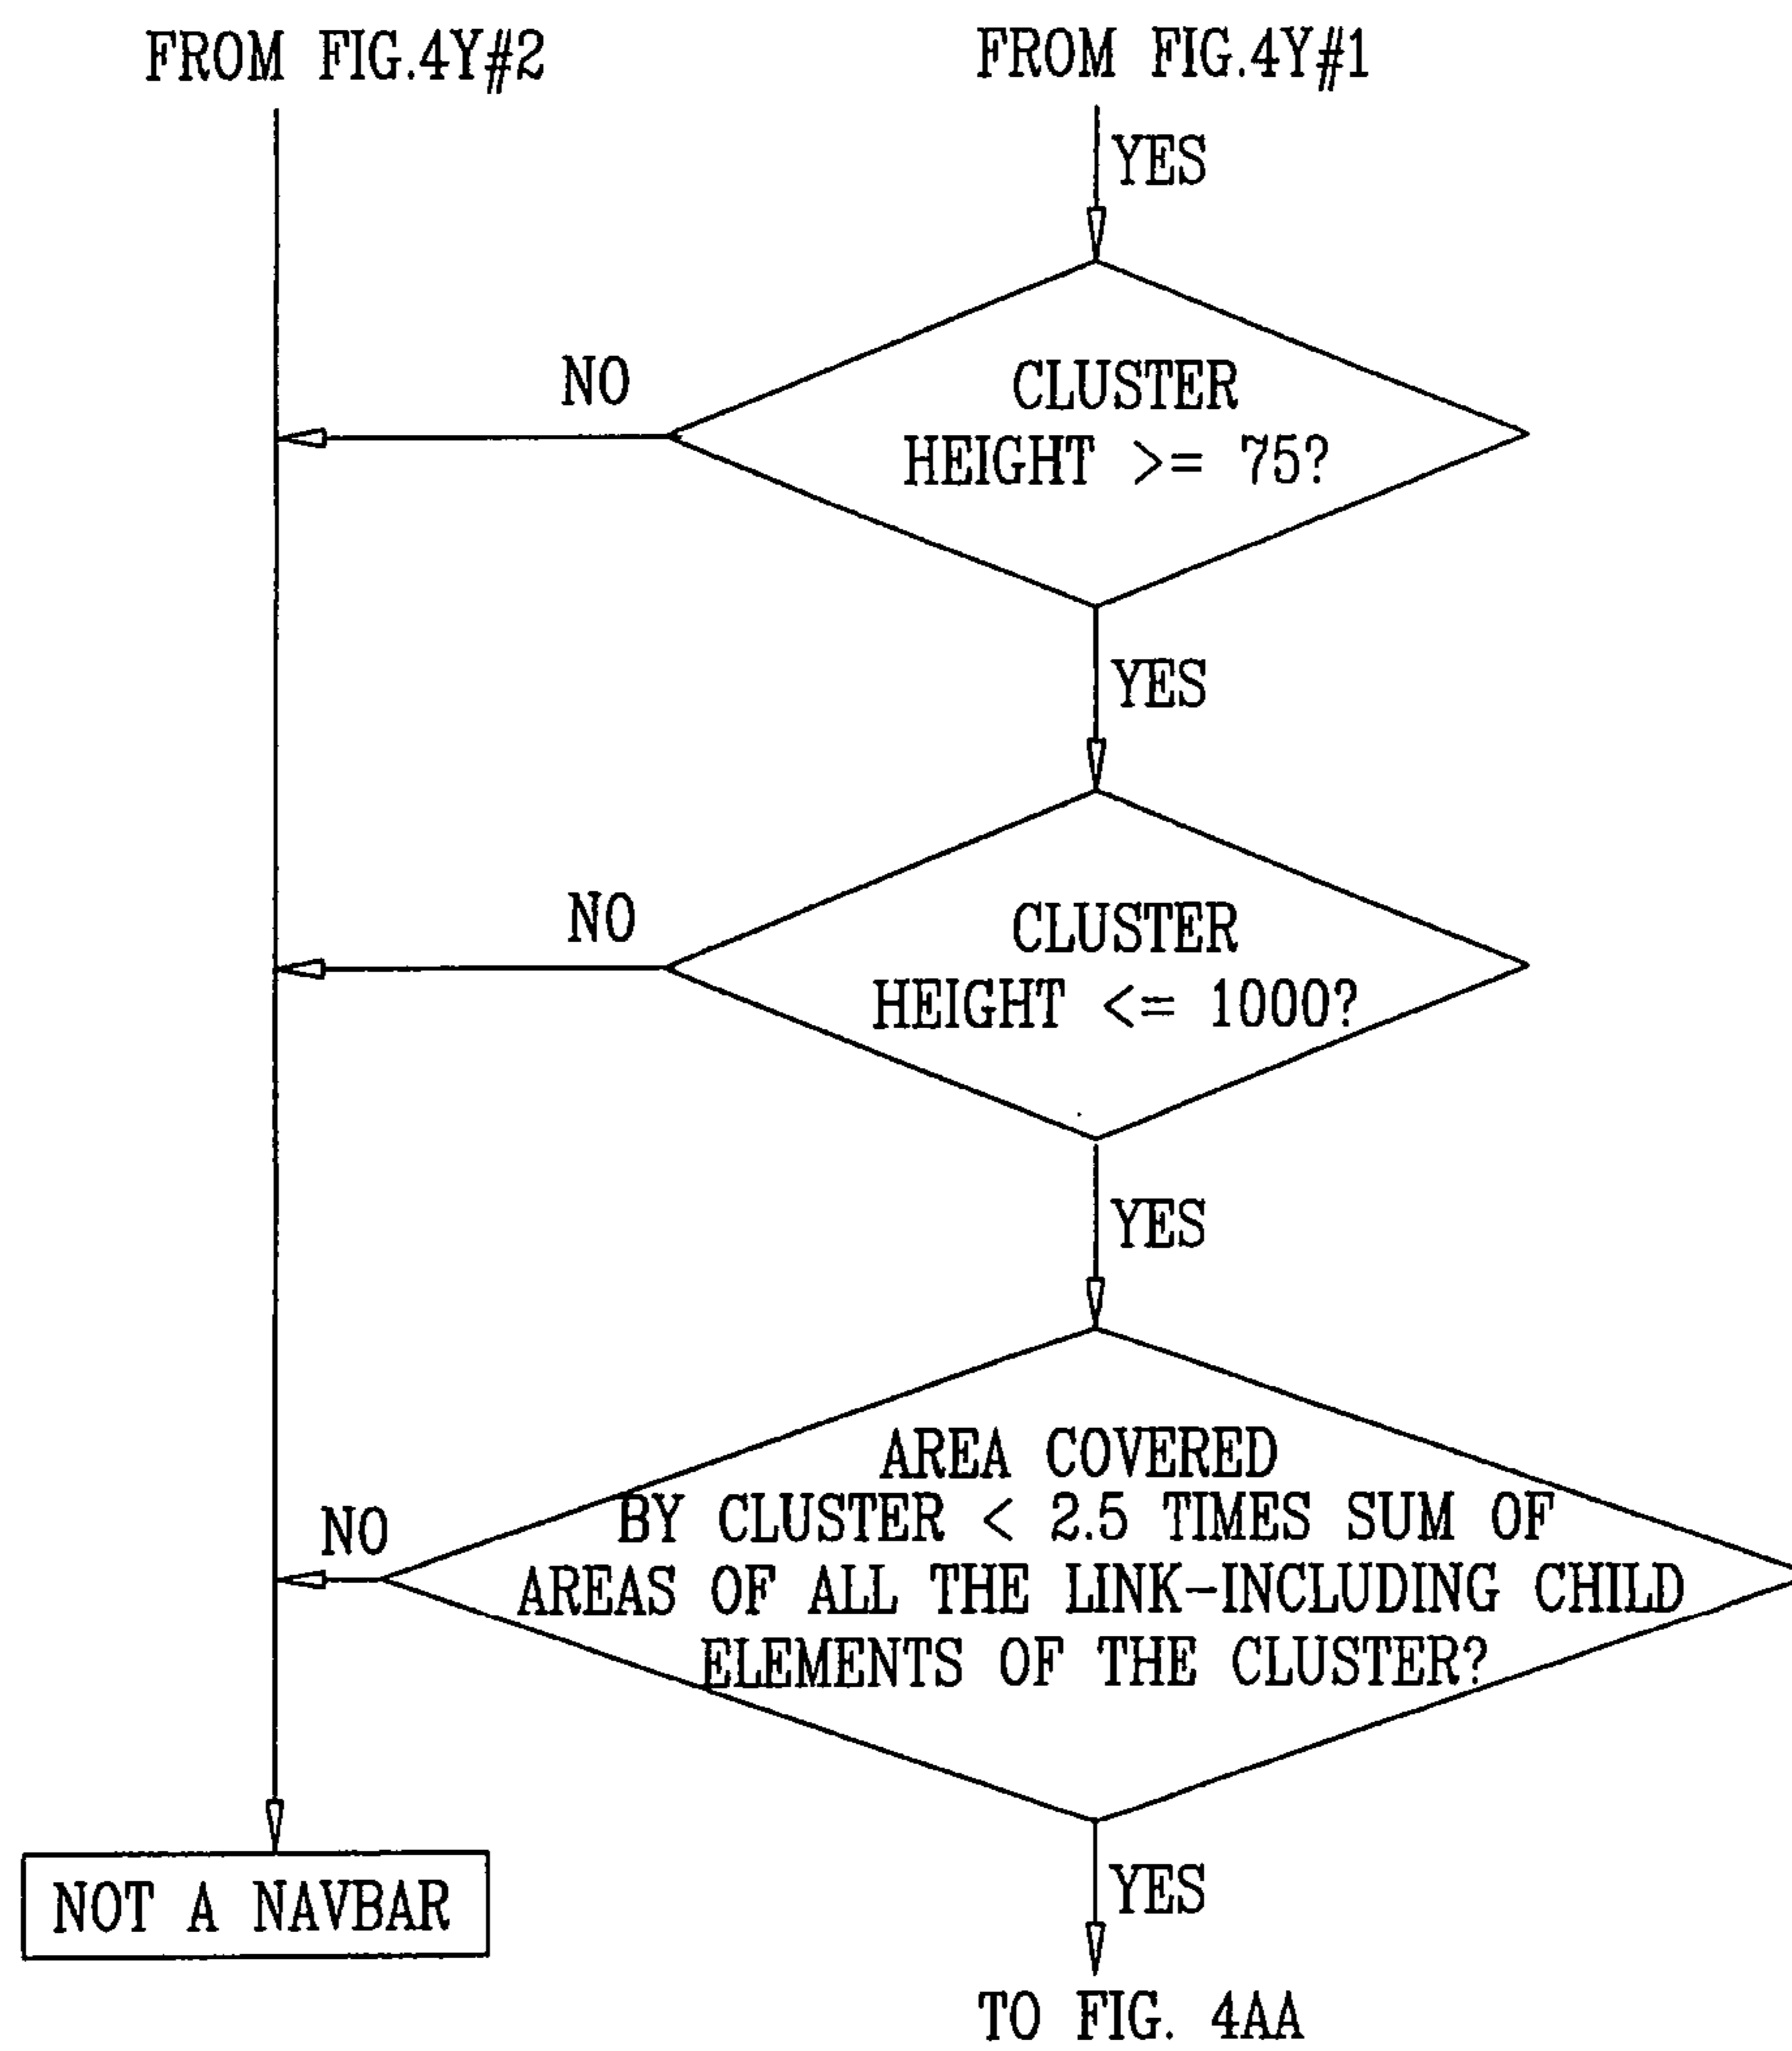 FROM FIG.4Y#2
FROM FIG.4Y#1
YES
NO
CLUSTER
HEIGHT >= 75?
YES
NO
CLUSTER
HEIGHT <= 1000?
YES
NO
AREA COVERED
BY CLUSTER < 2.5 TIMES SUM OF
AREAS OF ALL THE LINK-INCLUDING CHILD
ELEMENTS OF THE CLUSTER?
NOT A NAVBAR
YES
TO FIG. 4AA